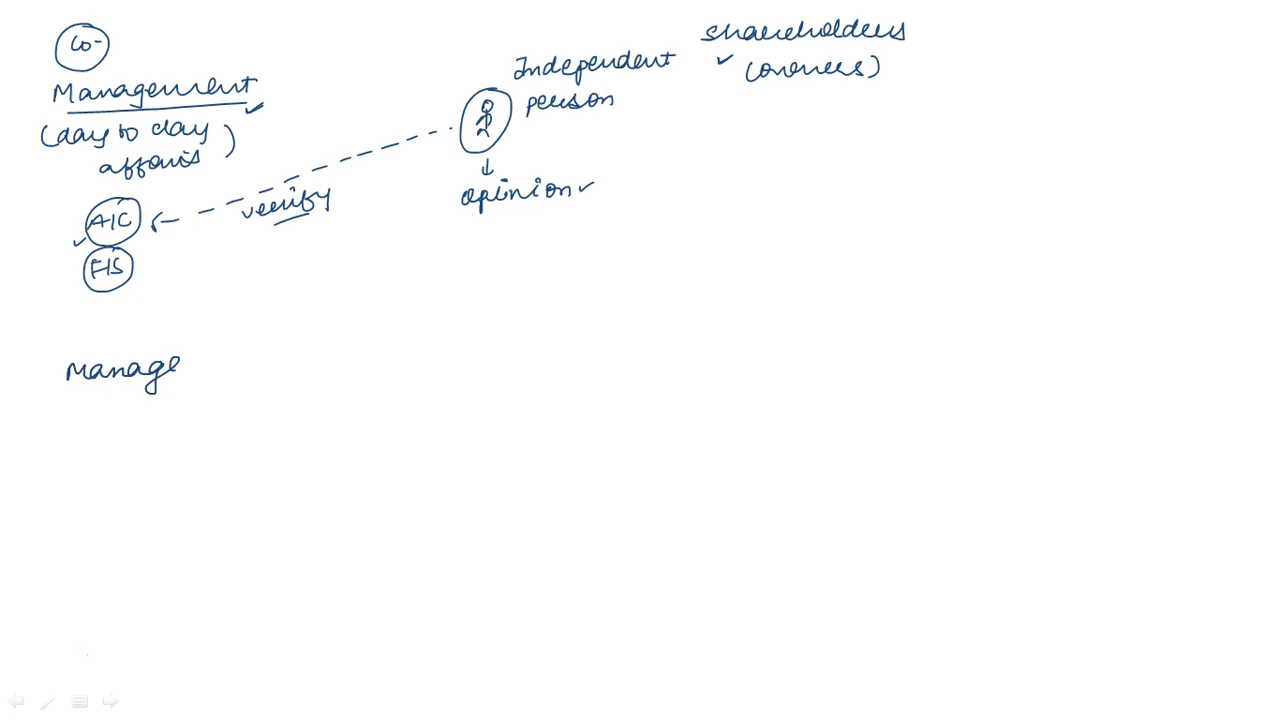 Co-
Management
(day to day
affairs)
A/C
F/S
verify
Independent
person
opinion
shareholders
(owners)
Manage